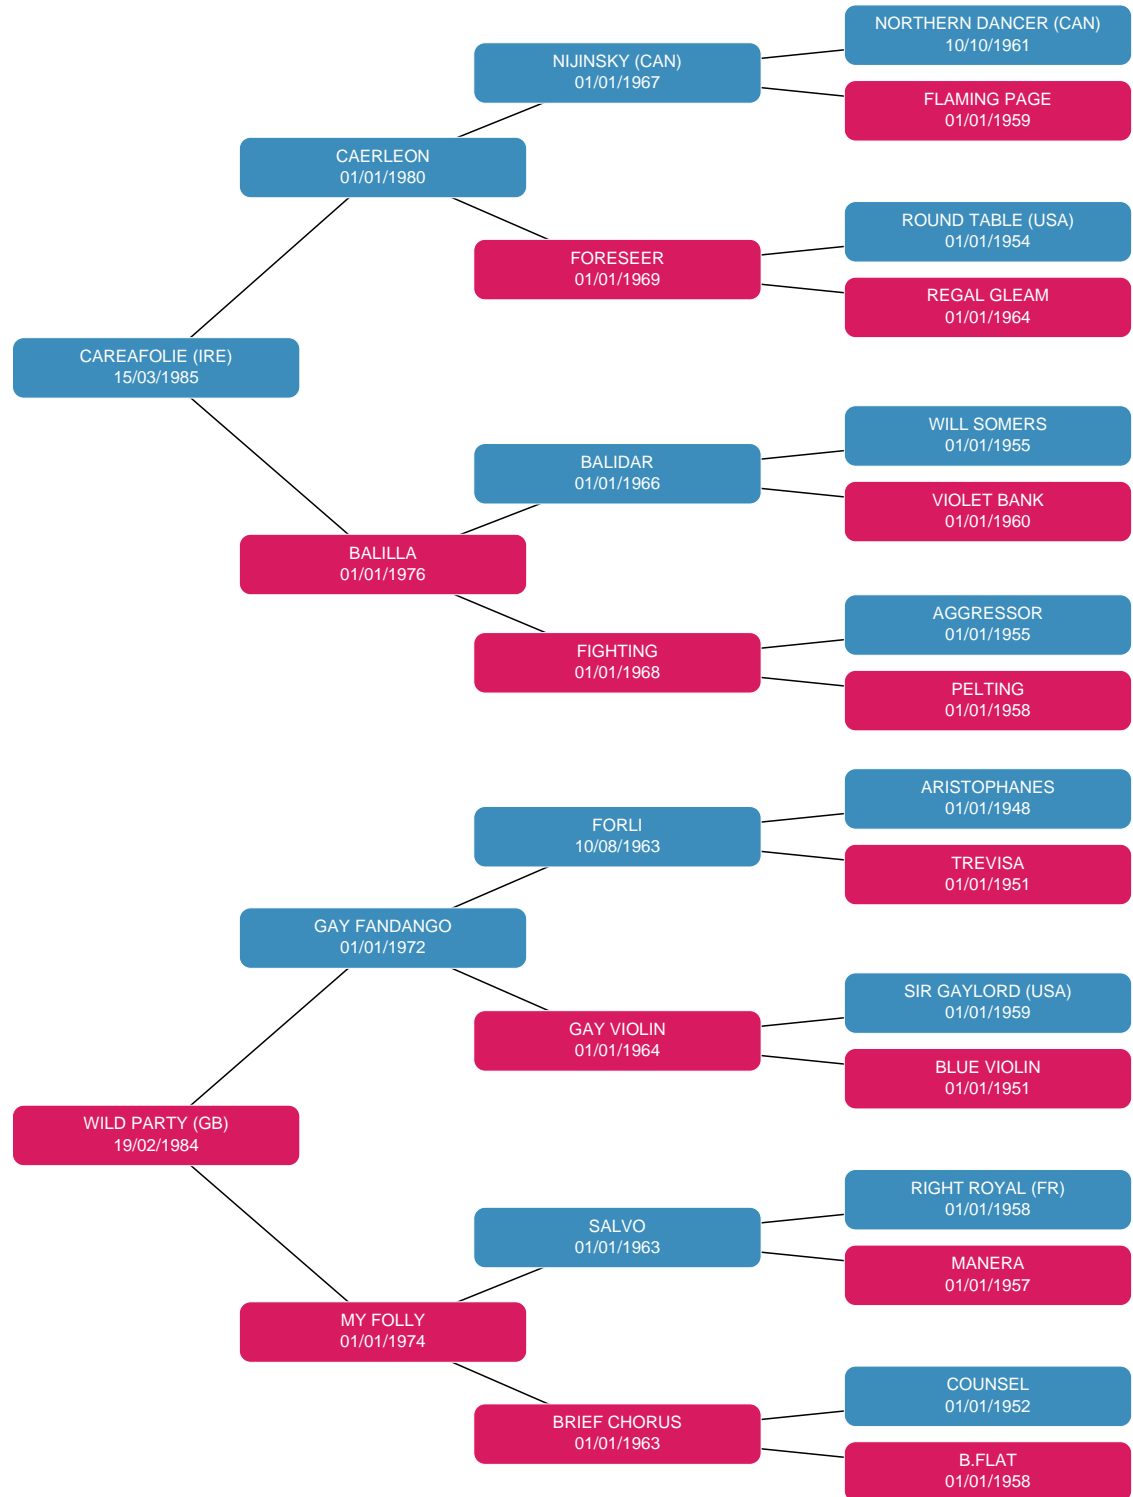 NORTHERN DANCER (CAN)
10/10/1961
NIJINSKY (CAN)
01/01/1967
FLAMING PAGE
01/01/1959
CAERLEON
01/01/1980
ROUND TABLE (USA)
01/01/1954
FORESEER
01/01/1969
REGAL GLEAM
01/01/1964
CAREAFOLIE (IRE)
15/03/1985
WILL SOMERS
01/01/1955
BALIDAR
01/01/1966
VIOLET BANK
01/01/1960
BALILLA
01/01/1976
AGGRESSOR
01/01/1955
FIGHTING
01/01/1968
PELTING
01/01/1958
ARISTOPHANES
01/01/1948
FORLI
10/08/1963
TREVISA
01/01/1951
GAY FANDANGO
01/01/1972
SIR GAYLORD (USA)
01/01/1959
GAY VIOLIN
01/01/1964
BLUE VIOLIN
01/01/1951
WILD PARTY (GB)
19/02/1984
RIGHT ROYAL (FR)
01/01/1958
SALVO
01/01/1963
MANERA
01/01/1957
MY FOLLY
01/01/1974
COUNSEL
01/01/1952
BRIEF CHORUS
01/01/1963
B.FLAT
01/01/1958